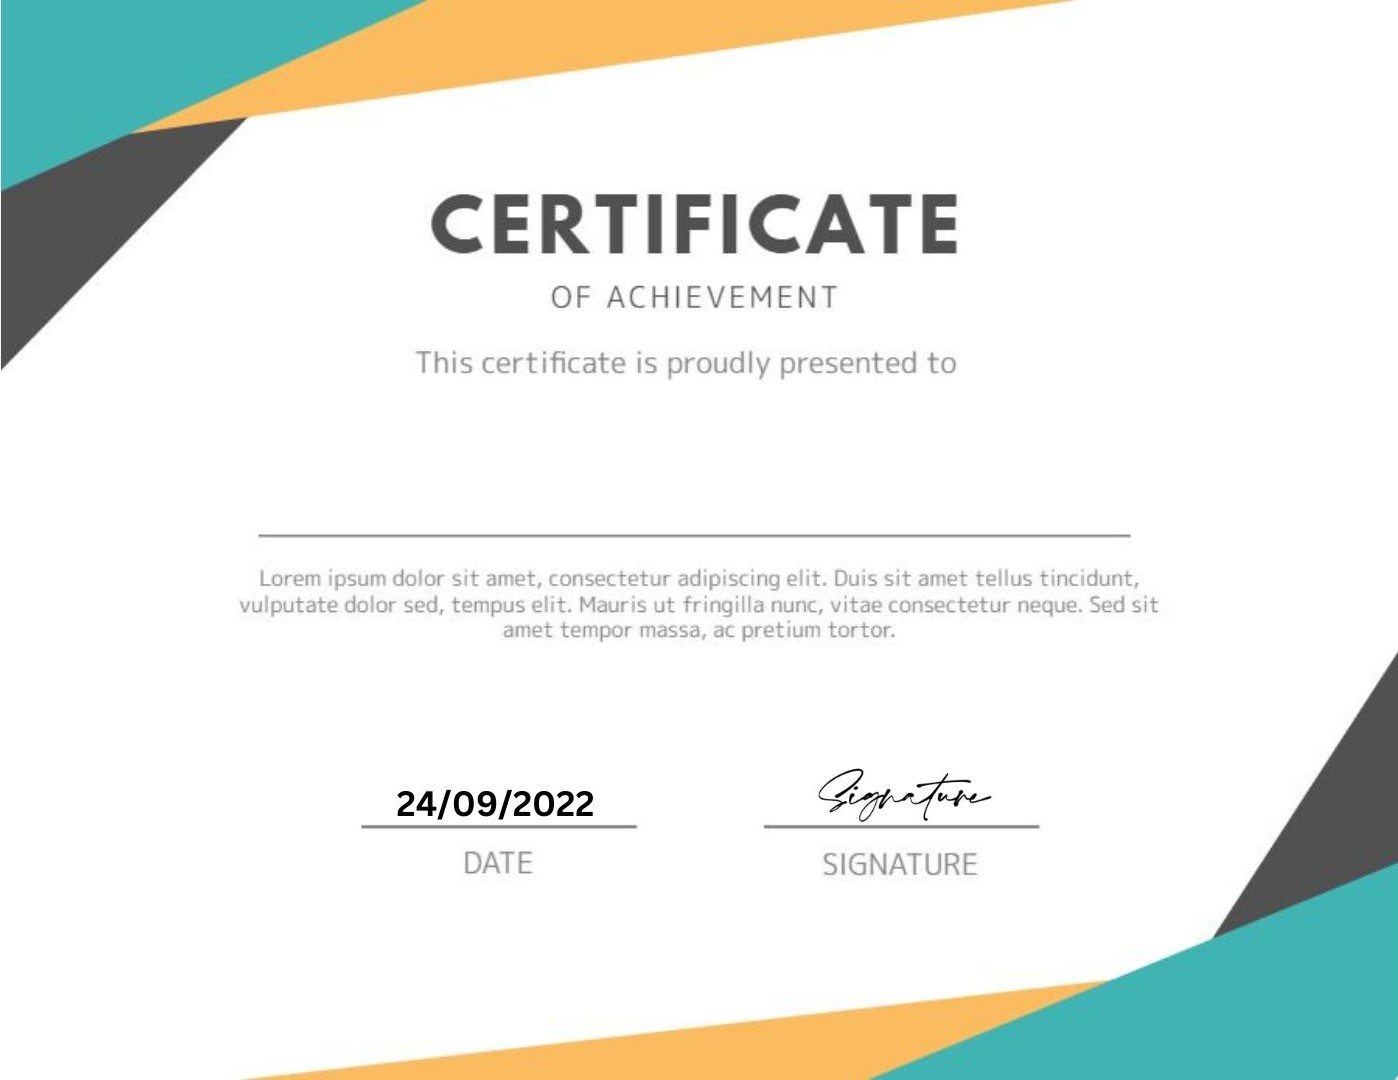 CERTIFICATE
OF ACHIEVEMENT
This certificate is proudly presented to
Lorem ipsum dolor sit amet, consectetur adipiscing elit. Duis sit amet tellus tincidunt,
vulputate dolor sed, tempus elit. Mauris ut fringilla nunc, vitae consectetur neque. Sed sit
amet tempor massa, ac pretium tortor.
24/09/2022 Signature
DATE SIGNATURE